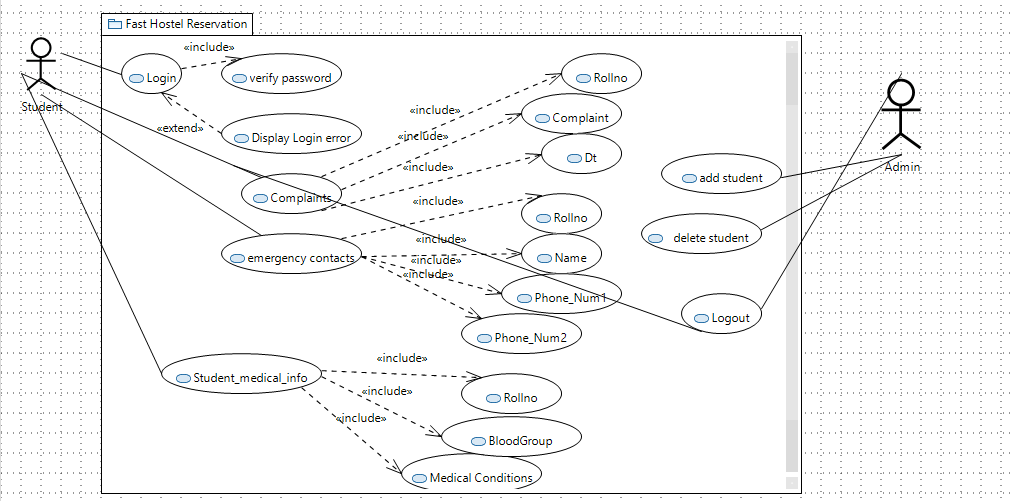 Fast Hostel Reservation
Student
Login
«include»
verify password
«extend»
Display Login error
Complaints
«include»
Rollno
«include»
Complaint
«include»
Dt
emergency contacts
«include»
Rollno
«include»
Name
«include»
Phone_Num1
«include»
Phone_Num2
Student_medical_info
«include»
Rollno
«include»
BloodGroup
«include»
Medical Conditions
Admin
add student
delete student
Logout